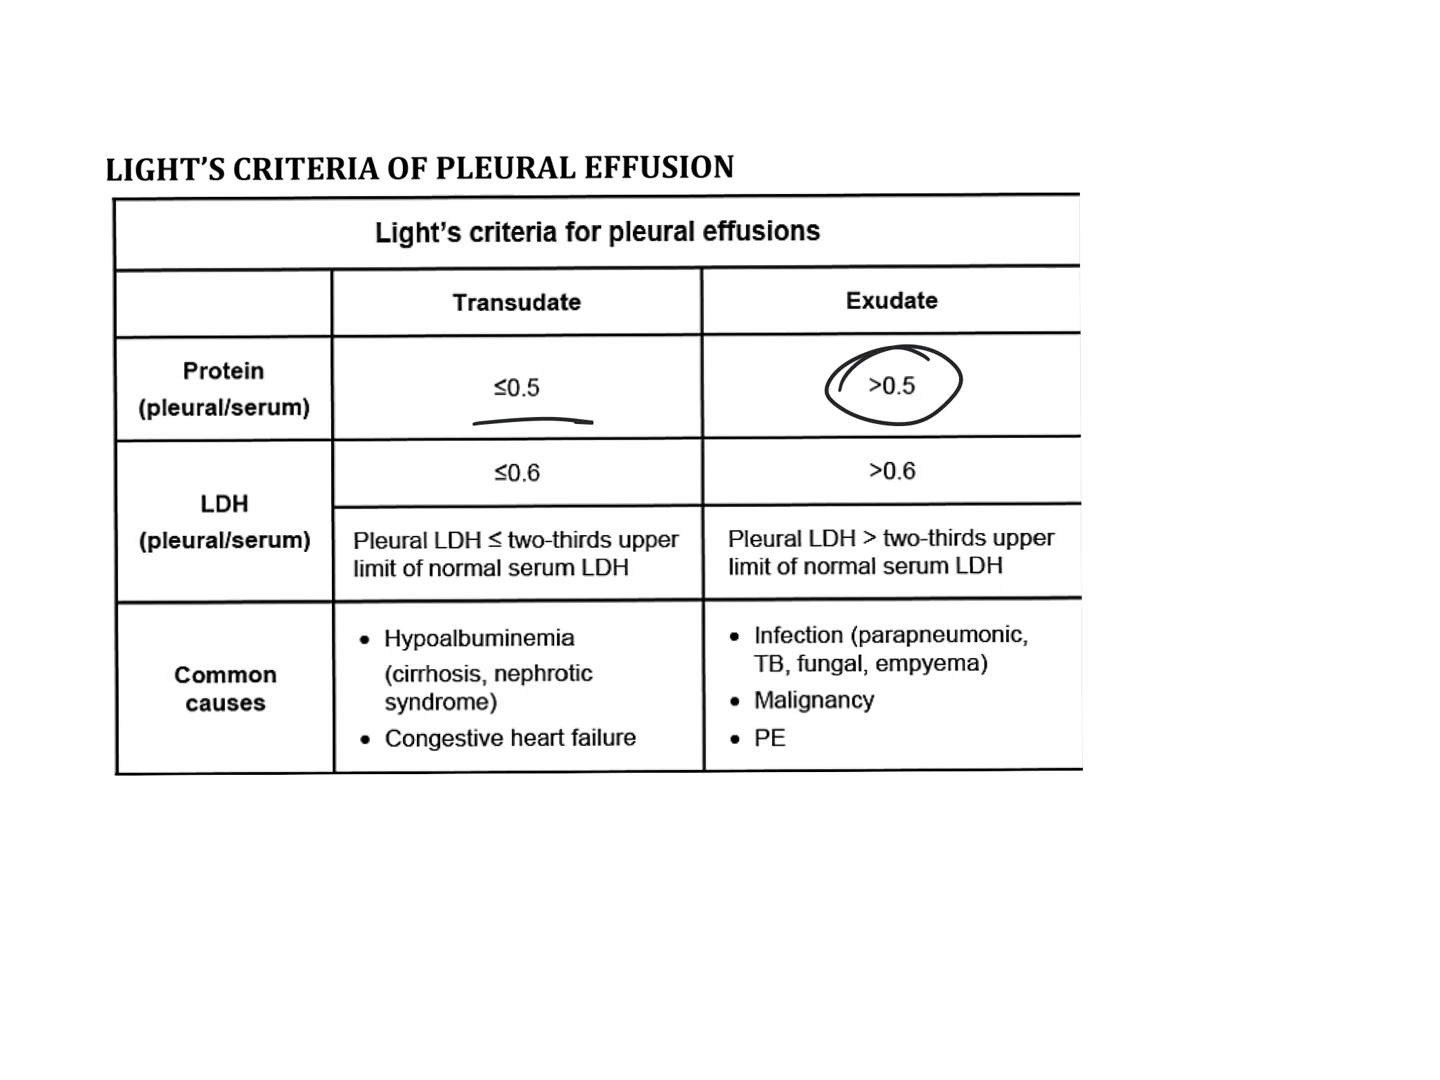 LIGHT’S CRITERIA OF PLEURAL EFFUSION
Light’s criteria for pleural effusions
Transudate
Exudate
Protein
(pleural/serum)
≤0.5
>0.5
LDH
(pleural/serum)
≤0.6
>0.6
Pleural LDH ≤ two-thirds upper
limit of normal serum LDH
Pleural LDH > two-thirds upper
limit of normal serum LDH
Common
causes
• Hypoalbuminemia
(cirrhosis, nephrotic
syndrome)
• Congestive heart failure
• Infection (parapneumonic,
TB, fungal, empyema)
• Malignancy
• PE